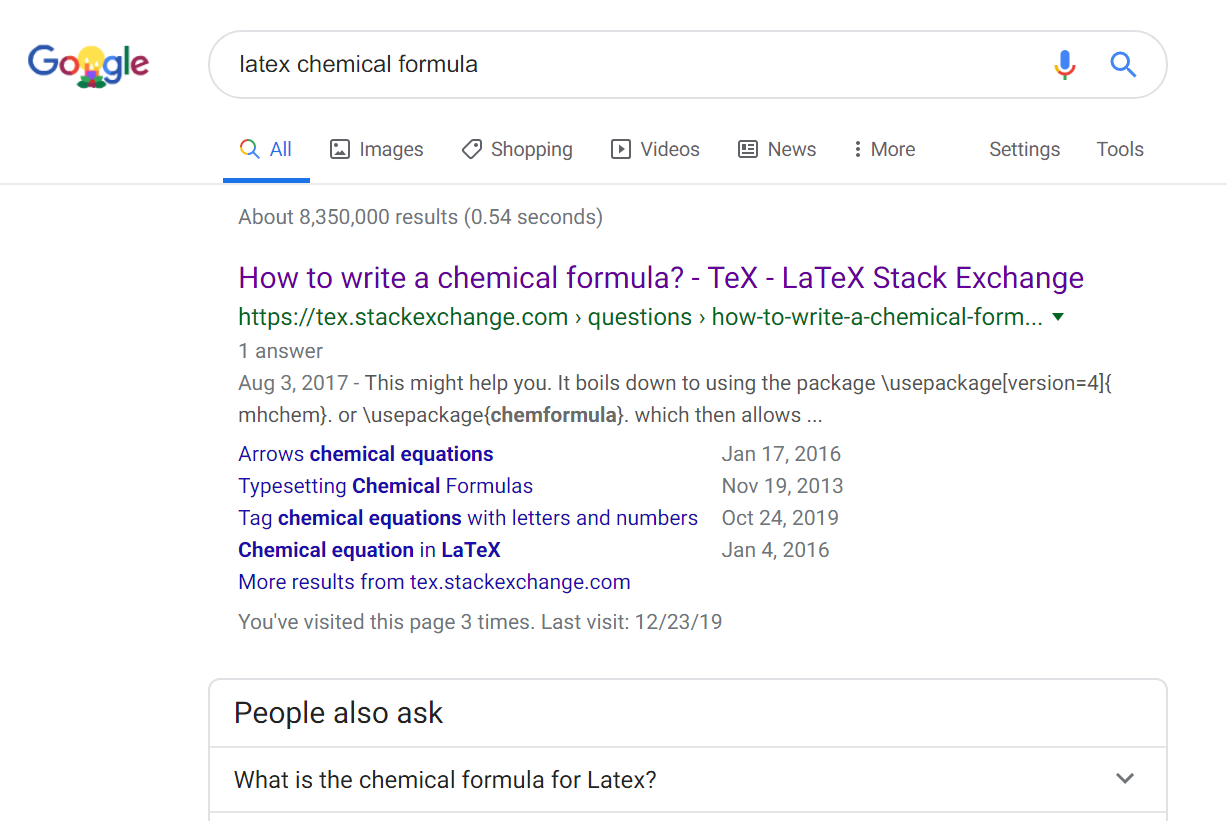 Google
latex chemical formula
All Images Shopping Videos News More Settings Tools
About 8,350,000 results (0.54 seconds)
How to write a chemical formula? - TeX - LaTeX Stack Exchange
https://tex.stackexchange.com › questions › how-to-write-a-chemical-form...
1 answer
Aug 3, 2017 - This might help you. It boils down to using the package \usepackage[version=4]{
mhchem}. or \usepackage{chemformula}. which then allows ...
Arrows chemical equations Jan 17, 2016
Typesetting Chemical Formulas Nov 19, 2013
Tag chemical equations with letters and numbers Oct 24, 2019
Chemical equation in LaTeX Jan 4, 2016
More results from tex.stackexchange.com
You've visited this page 3 times. Last visit: 12/23/19
People also ask
What is the chemical formula for Latex?